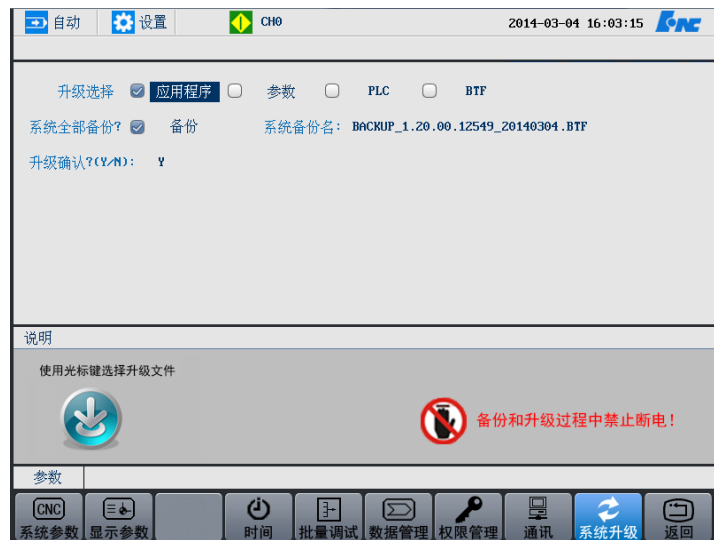 自动 设置 CH0 2014-03-04 16:03:15 CNC
升级选择 应用程序 参数 PLC BTF
系统全部备份? 备份 系统备份名: BACKUP_1.20.00.12549_20140304.BTF
升级确认?(Y/N): Y
说明
使用光标键选择升级文件
备份和升级过程中禁止断电!
参数
CNC
系统参数 显示参数 时间 批量调试 数据管理 权限管理 通讯 系统升级 返回